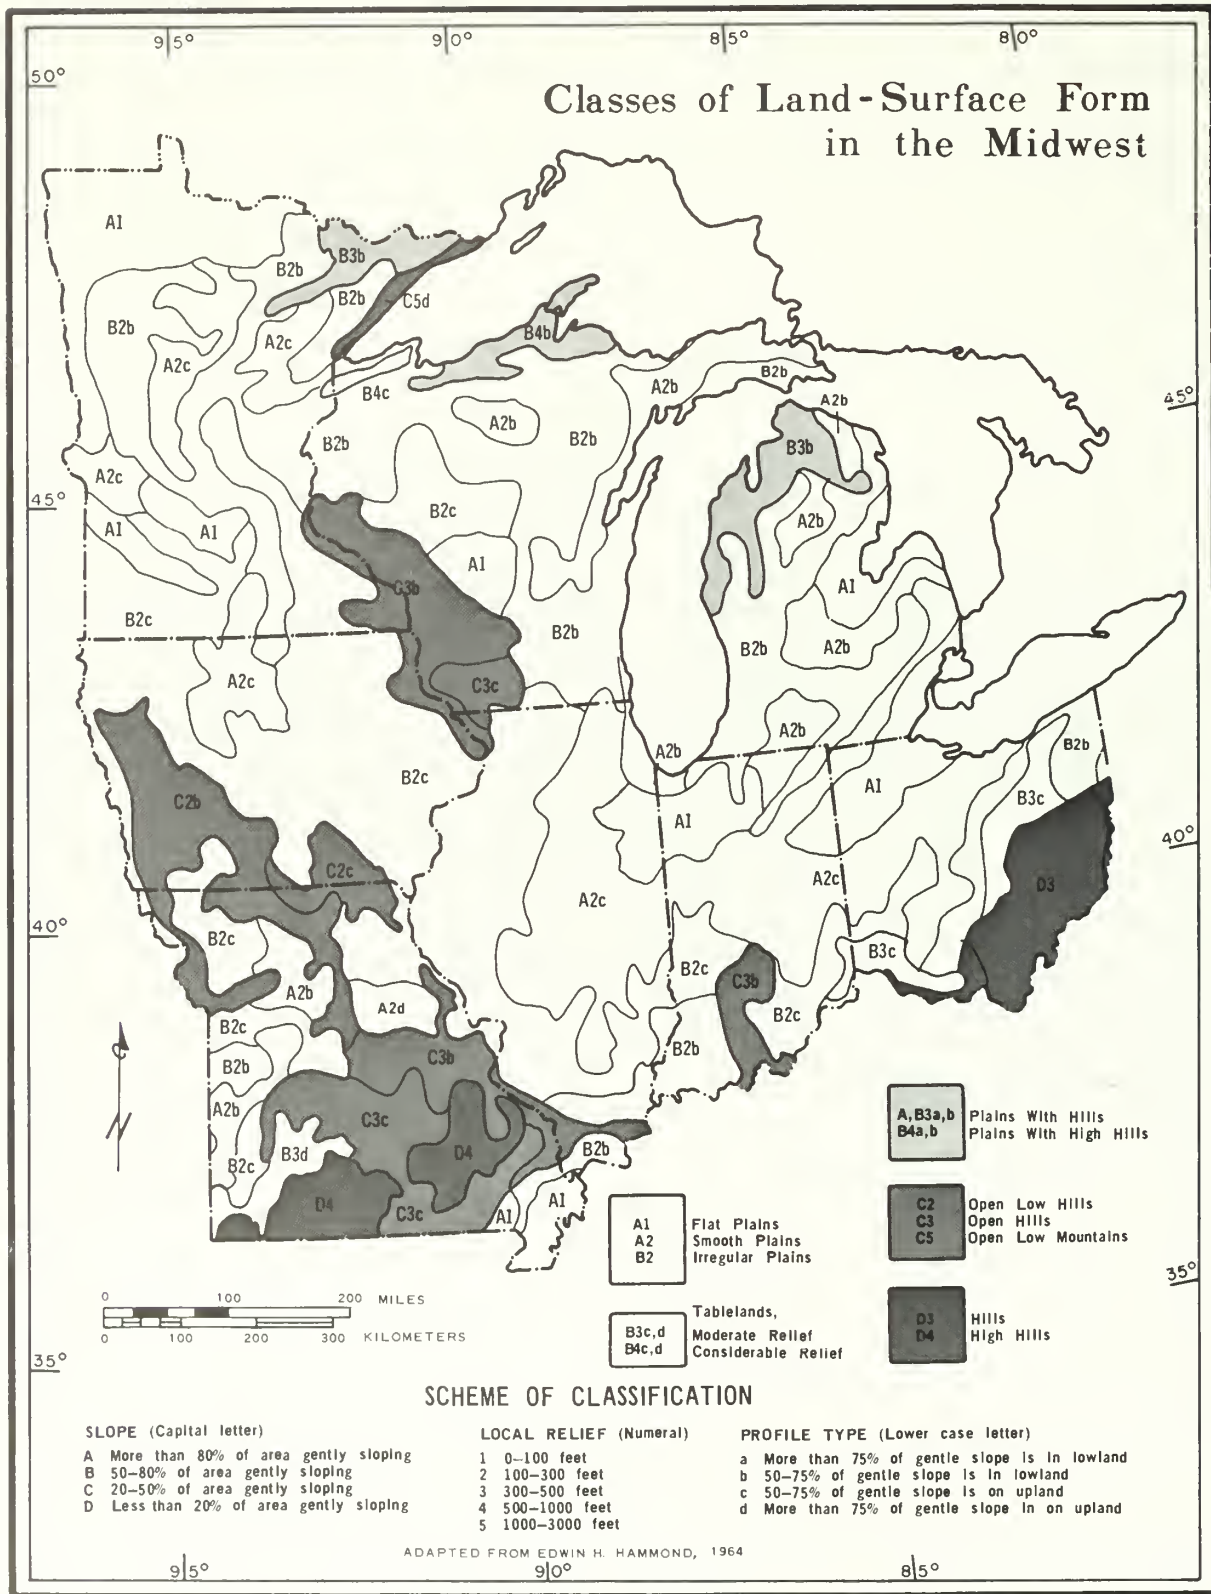 95° 90° 85° 80°
50°
Classes of Land-Surface Form
in the Midwest
A1
B3b
B2b
B2b
C5d
B2b
A2c
B4b
A2c
B4c
A2b
B2b
A2b
45°
A2b
B2b
B2b
B3b
A2c
45°
B2c
A2b
A1
A1
A1
C3b
A1
B2c
B2b
B2b
A2b
A2c
C3c
A2b
A2b
B2b
B2c
A1
B3c
C2b
A1
40°
C2c
A2c
D3
A2c
40°
B2c
B3c
B2c
C3b
A2b
A2d
B2c
B2c
B2b
C3b
B2b
A2b
C3c
D4
B2b
B3d
B2c
D4
C3c
A1
A1
A,B3a,b Plains With Hills
B4a,b Plains With High Hills
C2 Open Low Hills
C3 Open Hills
C5 Open Low Mountains
A1 Flat Plains
A2 Smooth Plains
B2 Irregular Plains
35°
D3 Hills
D4 High Hills
Tablelands,
B3c,d Moderate Relief
B4c,d Considerable Relief
0 100 200 MILES
0 100 200 300 KILOMETERS
35°
SCHEME OF CLASSIFICATION
SLOPE (Capital letter)
A More than 80% of area gently sloping
B 50-80% of area gently sloping
C 20-50% of area gently sloping
D Less than 20% of area gently sloping
LOCAL RELIEF (Numeral)
1 0-100 feet
2 100-300 feet
3 300-500 feet
4 500-1000 feet
5 1000-3000 feet
PROFILE TYPE (Lower case letter)
a More than 75% of gentle slope is in lowland
b 50-75% of gentle slope is in lowland
c 50-75% of gentle slope is on upland
d More than 75% of gentle slope in on upland
ADAPTED FROM EDWIN H. HAMMOND, 1964
95° 90° 85°